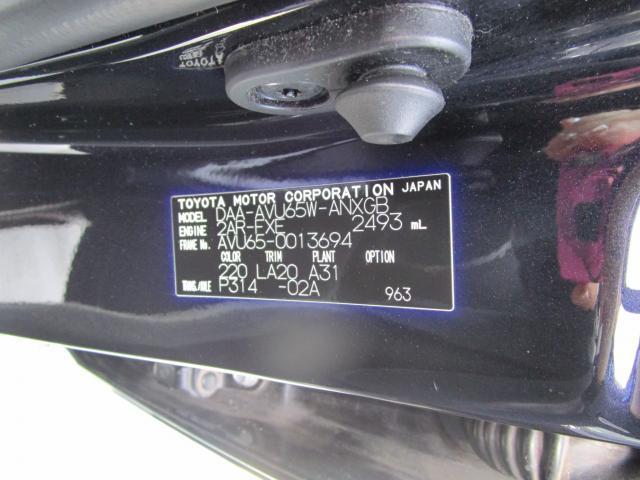 TOYOTA MOTOR CORPORATION JAPAN
MODEL DAA-AVU65W-ANXGB
ENGINE 2AR-FXE 2493 mL
FRAME No. AVU65-0013694
COLOR TRIM PLANT OPTION
220 LA20 A31
TRANS./AXLE P314 -02A 963
TOYOTA